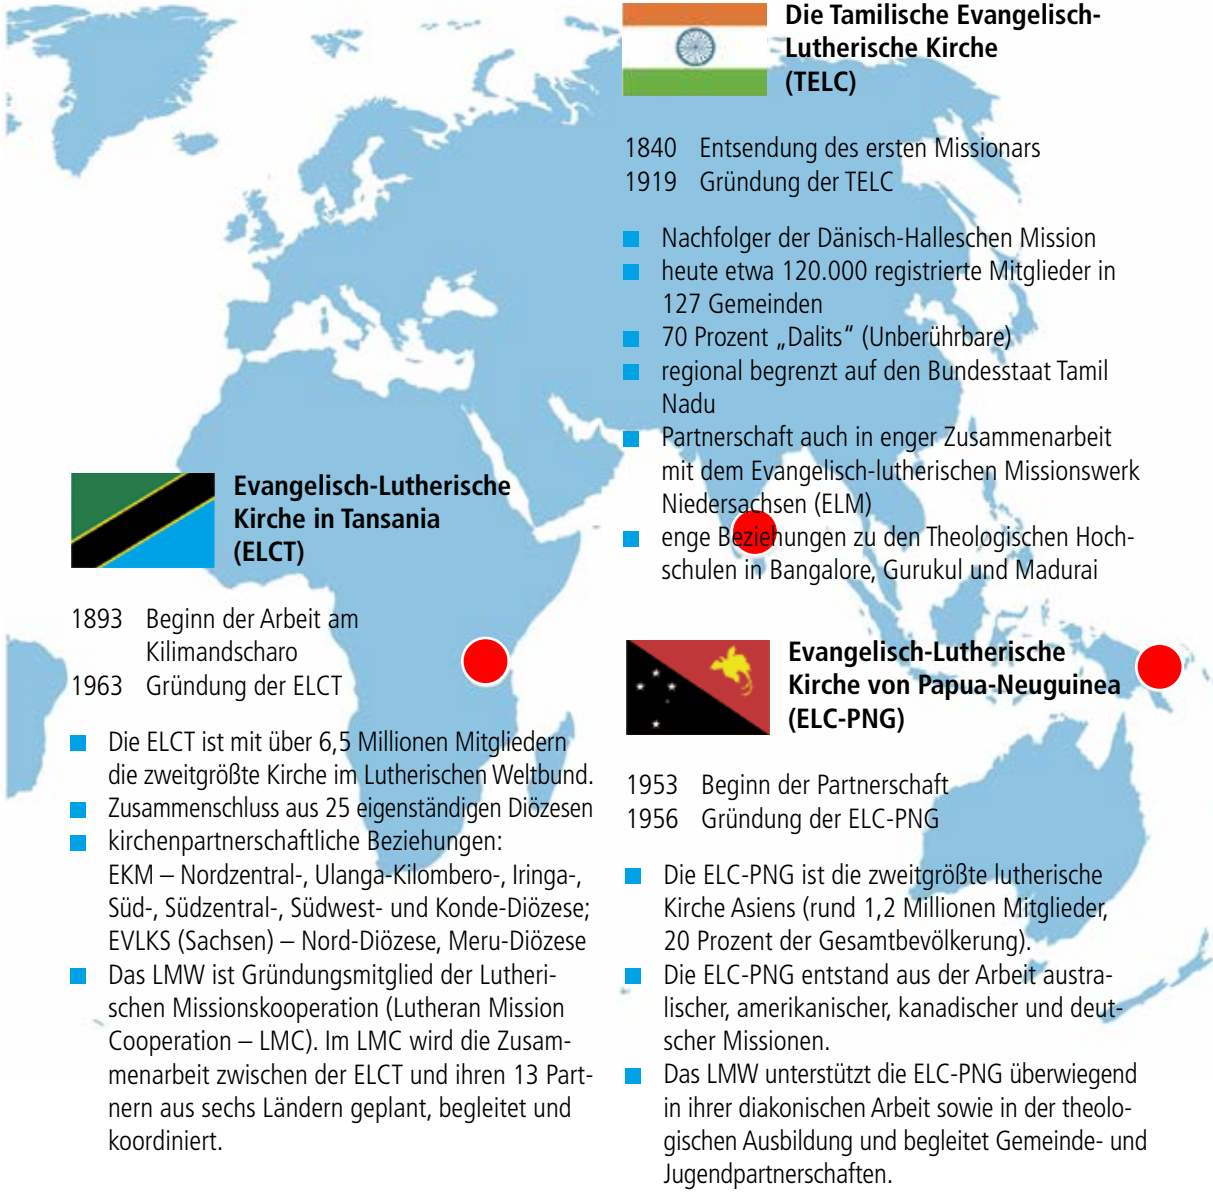 Die Tamilische Evangelisch-
Lutherische Kirche
(TELC)
1840 Entsendung des ersten Missionars
1919 Gründung der TELC
Nachfolger der Dänisch-Halleschen Mission
heute etwa 120.000 registrierte Mitglieder in
127 Gemeinden
70 Prozent „Dalits“ (Unberührbare)
regional begrenzt auf den Bundesstaat Tamil
Nadu
Partnerschaft auch in enger Zusammenarbeit
mit dem Evangelisch-lutherischen Missionswerk
Niedersachsen (ELM)
enge Beziehungen zu den Theologischen Hoch-
schulen in Bangalore, Gurukul und Madurai
Evangelisch-Lutherische
Kirche in Tansania
(ELCT)
1893 Beginn der Arbeit am
Kilimandscharo
1963 Gründung der ELCT
Die ELCT ist mit über 6,5 Millionen Mitgliedern
die zweitgrößte Kirche im Lutherischen Weltbund.
Zusammenschluss aus 25 eigenständigen Diözesen
kirchenpartnerschaftliche Beziehungen:
EKM – Nordzentral-, Ulanga-Kilombero-, Iringa-,
Süd-, Südzentral-, Südwest- und Konde-Diözese;
EVLKS (Sachsen) – Nord-Diözese, Meru-Diözese
Das LMW ist Gründungsmitglied der Lutheri-
schen Missionskooperation (Lutheran Mission
Cooperation – LMC). Im LMC wird die Zusam-
menarbeit zwischen der ELCT und ihren 13 Part-
nern aus sechs Ländern geplant, begleitet und
koordiniert.
Evangelisch-Lutherische
Kirche von Papua-Neuguinea
(ELC-PNG)
1953 Beginn der Partnerschaft
1956 Gründung der ELC-PNG
Die ELC-PNG ist die zweitgrößte lutherische
Kirche Asiens (rund 1,2 Millionen Mitglieder,
20 Prozent der Gesamtbevölkerung).
Die ELC-PNG entstand aus der Arbeit austra-
lischer, amerikanischer, kanadischer und deut-
scher Missionen.
Das LMW unterstützt die ELC-PNG überwiegend
in ihrer diakonischen Arbeit sowie in der theolo-
gischen Ausbildung und begleitet Gemeinde- und
Jugendpartnerschaften.